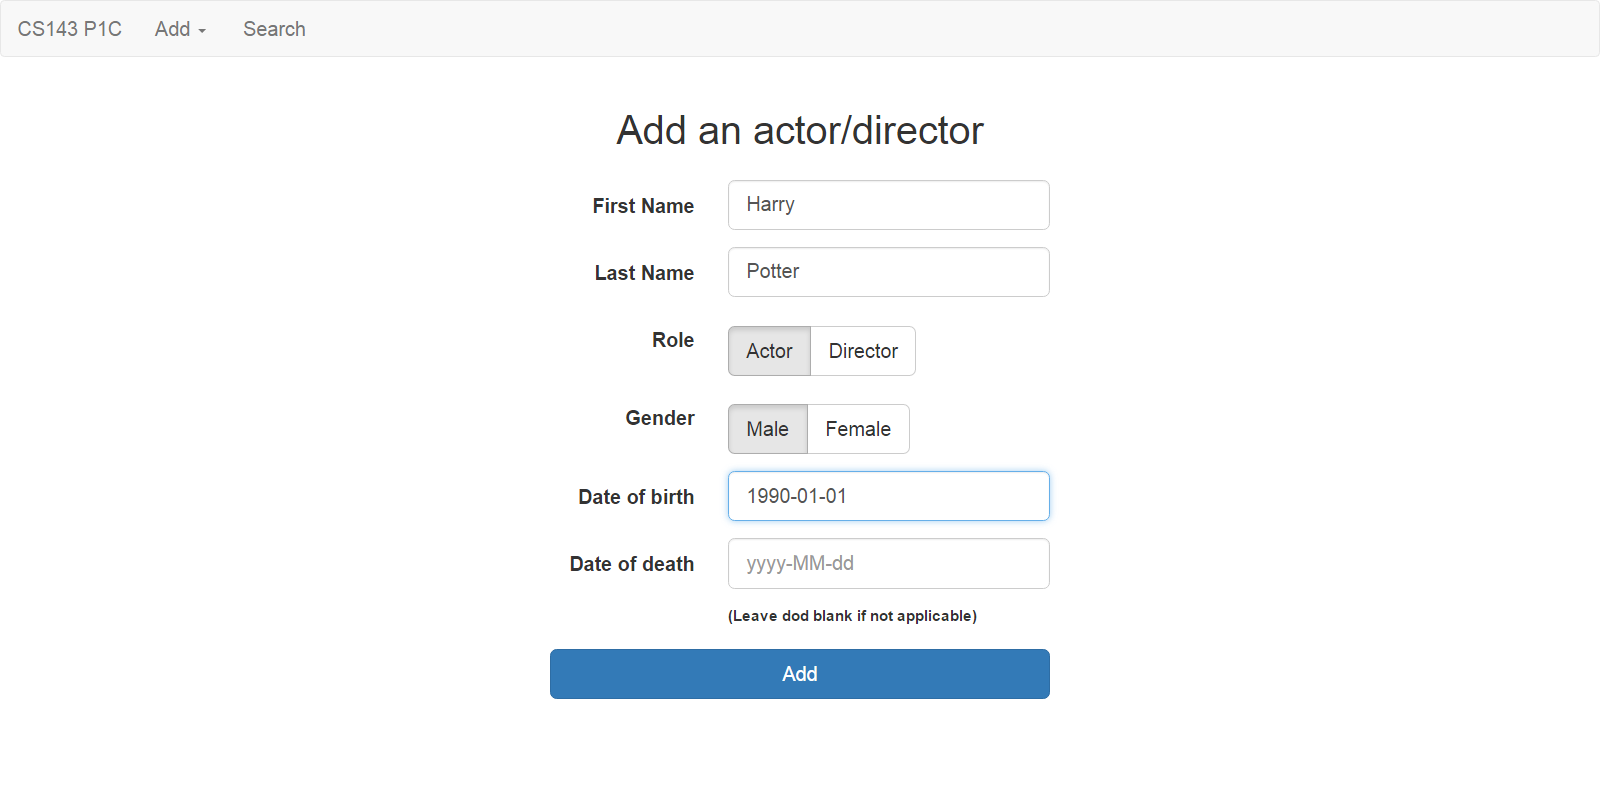 CS143 P1C Add Search
Add an actor/director
First Name Harry
Last Name Potter
Role Actor Director
Gender Male Female
Date of birth 1990-01-01
Date of death yyyy-MM-dd
(Leave dod blank if not applicable)
Add